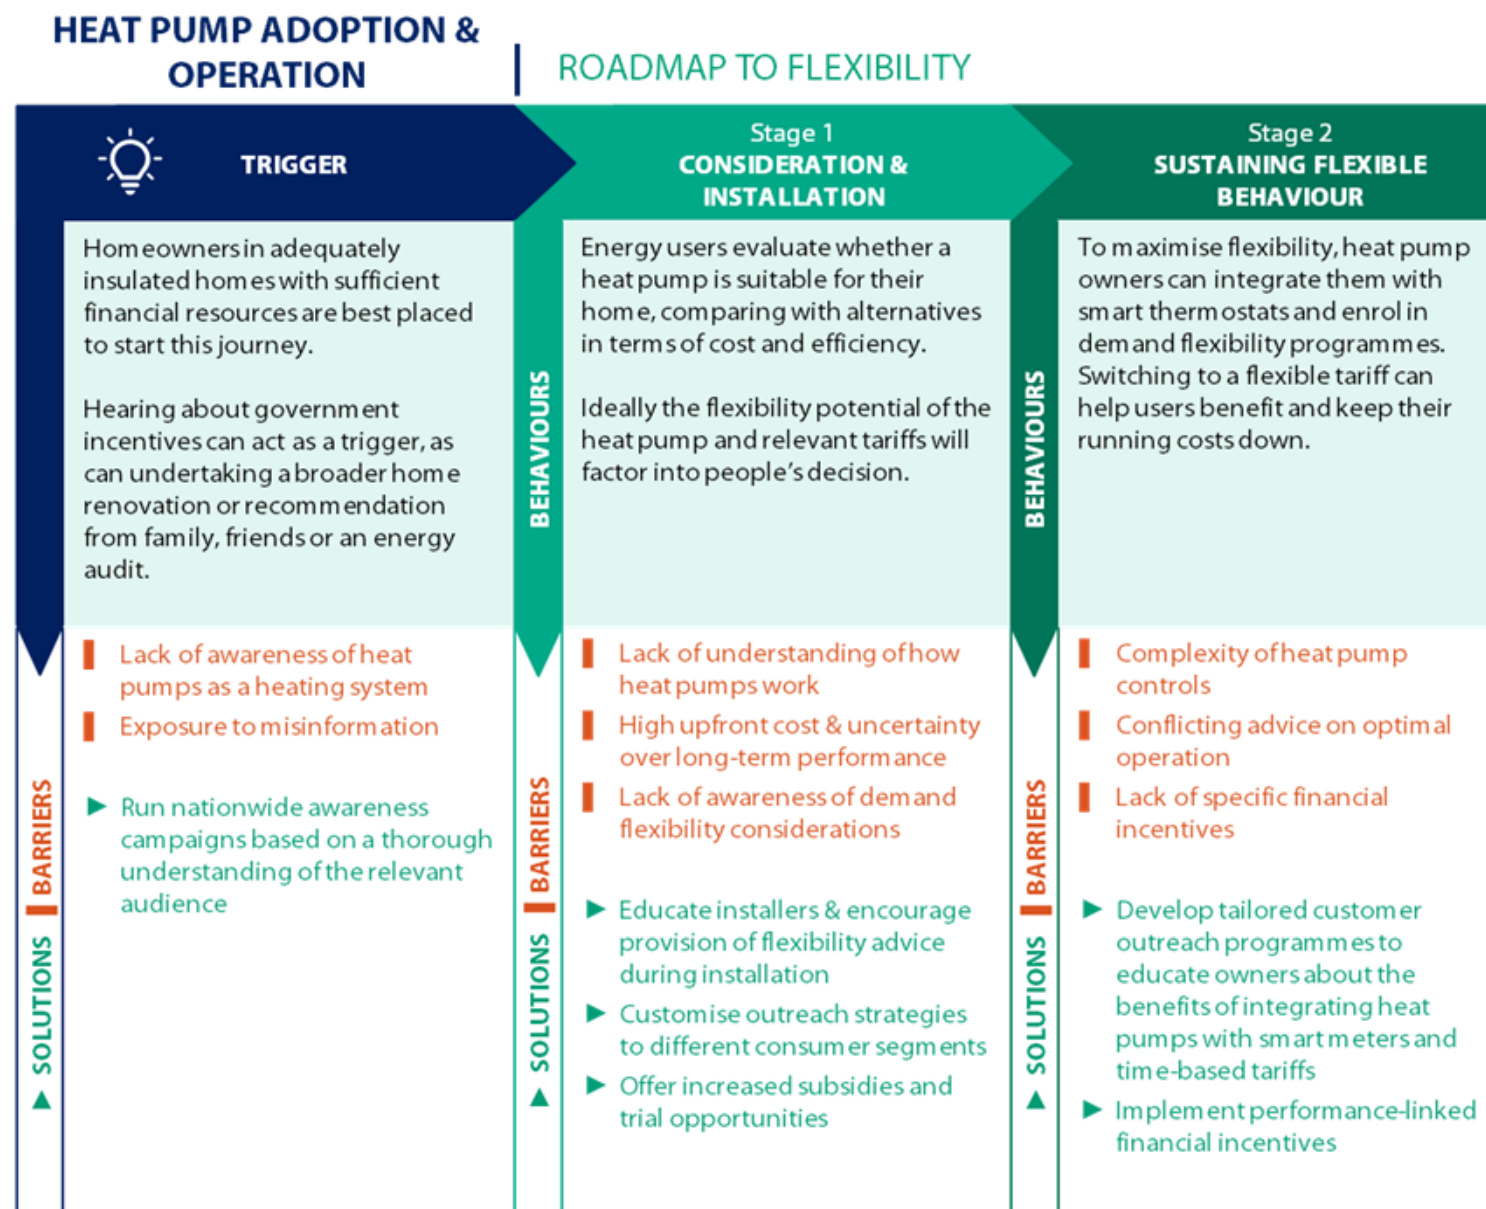 HEAT PUMP ADOPTION &
OPERATION
ROADMAP TO FLEXIBILITY
TRIGGER
Homeowners in adequately
insulated homes with sufficient
financial resources are best placed
to start this journey.
Hearing about government
incentives can act as a trigger, as
can undertaking a broader home
renovation or recommendation
from family, friends or an energy
audit.
BARRIERS
Lack of awareness of heat
pumps as a heating system
Exposure to misinformation
SOLUTIONS
Run nationwide awareness
campaigns based on a thorough
understanding of the relevant
audience
Stage 1
CONSIDERATION &
INSTALLATION
BEHAVIOURS
Energy users evaluate whether a
heat pump is suitable for their
home, comparing with alternatives
in terms of cost and efficiency.
Ideally the flexibility potential of the
heat pump and relevant tariffs will
factor into people's decision.
BARRIERS
Lack of understanding of how
heat pumps work
High upfront cost & uncertainty
over long-term performance
Lack of awareness of demand
flexibility considerations
SOLUTIONS
Educate installers & encourage
provision of flexibility advice
during installation
Customise outreach strategies
to different consumer segments
Offer increased subsidies and
trial opportunities
Stage 2
SUSTAINING FLEXIBLE
BEHAVIOUR
BEHAVIOURS
To maximise flexibility, heat pump
owners can integrate them with
smart thermostats and enrol in
demand flexibility programmes.
Switching to a flexible tariff can
help users benefit and keep their
running costs down.
BARRIERS
Complexity of heat pump
controls
Conflicting advice on optimal
operation
Lack of specific financial
incentives
SOLUTIONS
Develop tailored customer
outreach programmes to
educate owners about the
benefits of integrating heat
pumps with smart meters and
time-based tariffs
Implement performance-linked
financial incentives